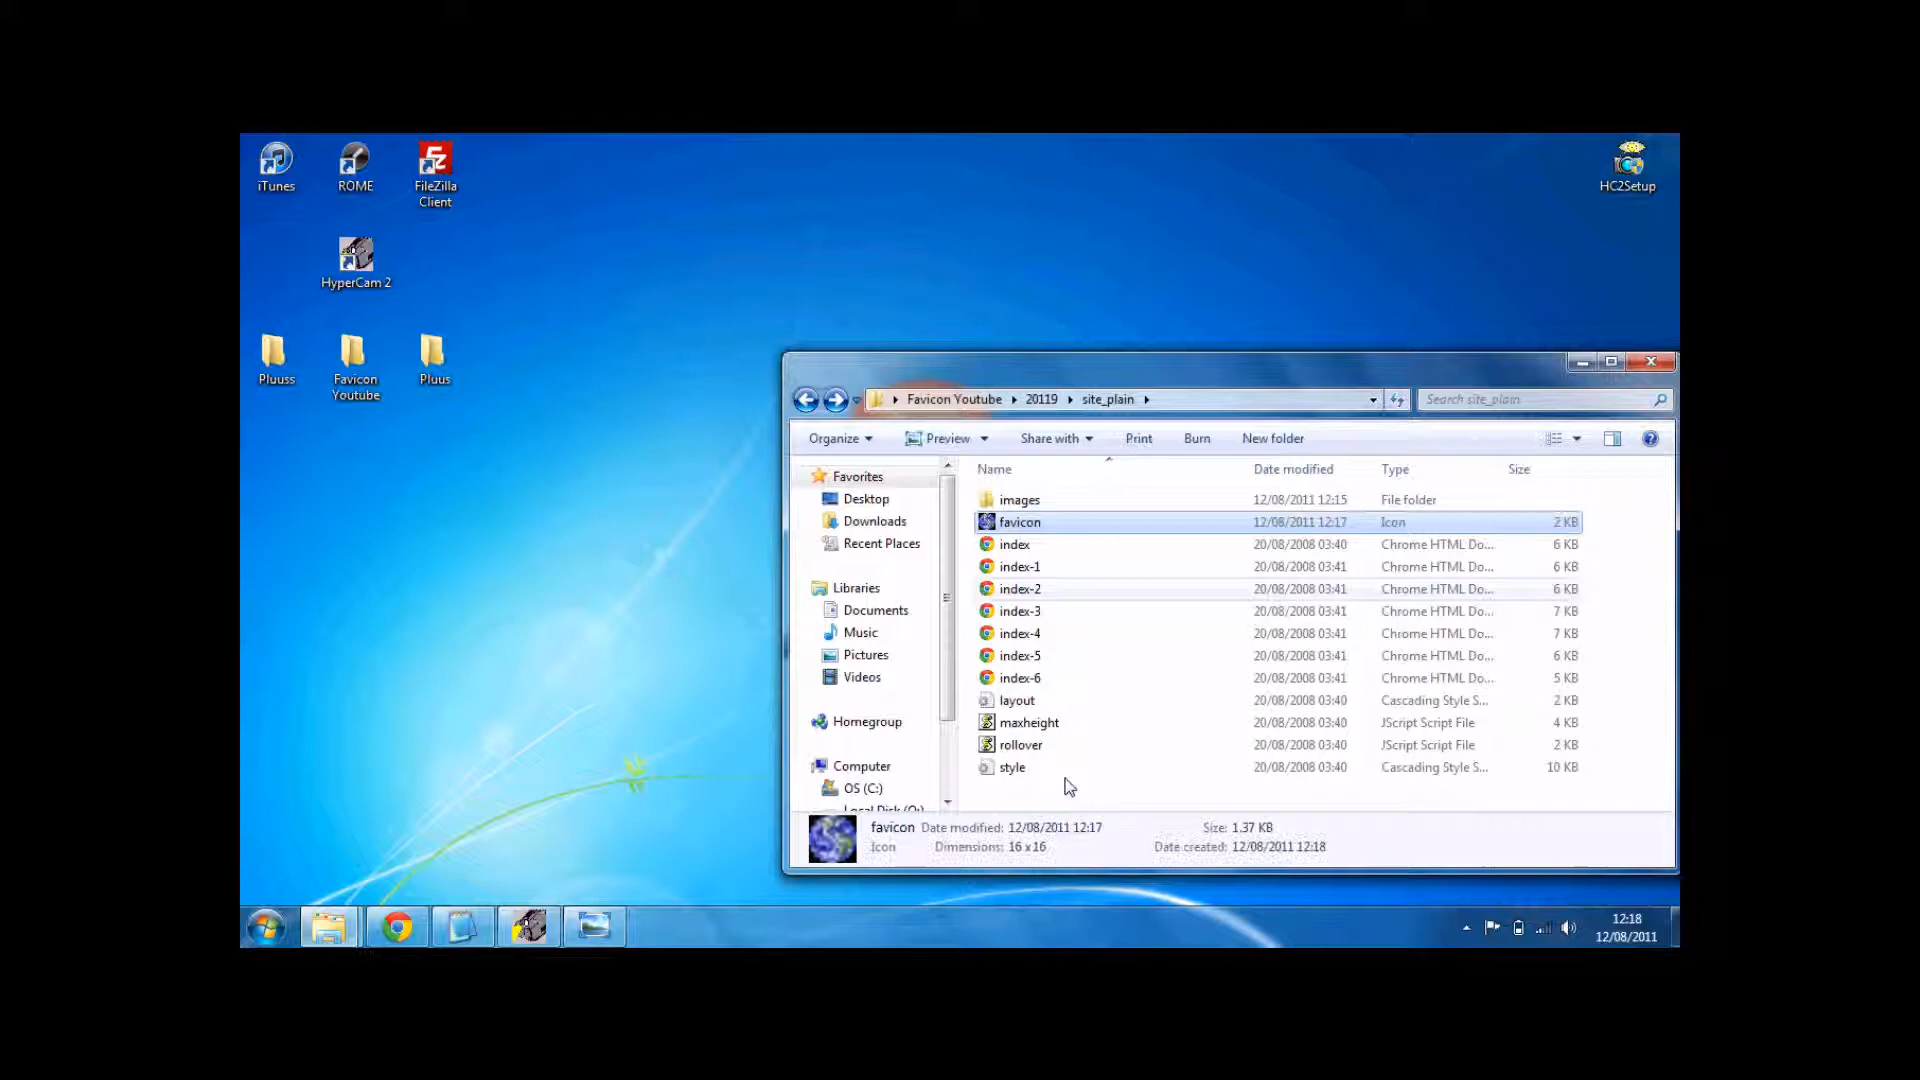 iTunes
ROME
FileZilla
Client
HC2Setup
HyperCam 2
Pluuss
Favicon
Youtube
Pluus
Favicon Youtube 20119 site_plain
Search site_plain
Organize Preview Share with Print Burn New folder
Name Date modified Type Size
Favorites
Desktop
Downloads
Recent Places
Libraries
Documents
Music
Pictures
Videos
Homegroup
Computer
OS (C:)
Local Disk (Q:)
images 12/08/2011 12:15 File folder
favicon 12/08/2011 12:17 Icon 2 KB
index 20/08/2008 03:40 Chrome HTML Do... 6 KB
index-1 20/08/2008 03:41 Chrome HTML Do... 6 KB
index-2 20/08/2008 03:41 Chrome HTML Do... 6 KB
index-3 20/08/2008 03:41 Chrome HTML Do... 7 KB
index-4 20/08/2008 03:41 Chrome HTML Do... 7 KB
index-5 20/08/2008 03:41 Chrome HTML Do... 6 KB
index-6 20/08/2008 03:41 Chrome HTML Do... 5 KB
layout 20/08/2008 03:40 Cascading Style S... 2 KB
maxheight 20/08/2008 03:40 JScript Script File 4 KB
rollover 20/08/2008 03:40 JScript Script File 2 KB
style 20/08/2008 03:40 Cascading Style S... 10 KB
favicon Date modified: 12/08/2011 12:17 Size: 1.37 KB
Icon Dimensions: 16 x 16 Date created: 12/08/2011 12:18
12:18
12/08/2011